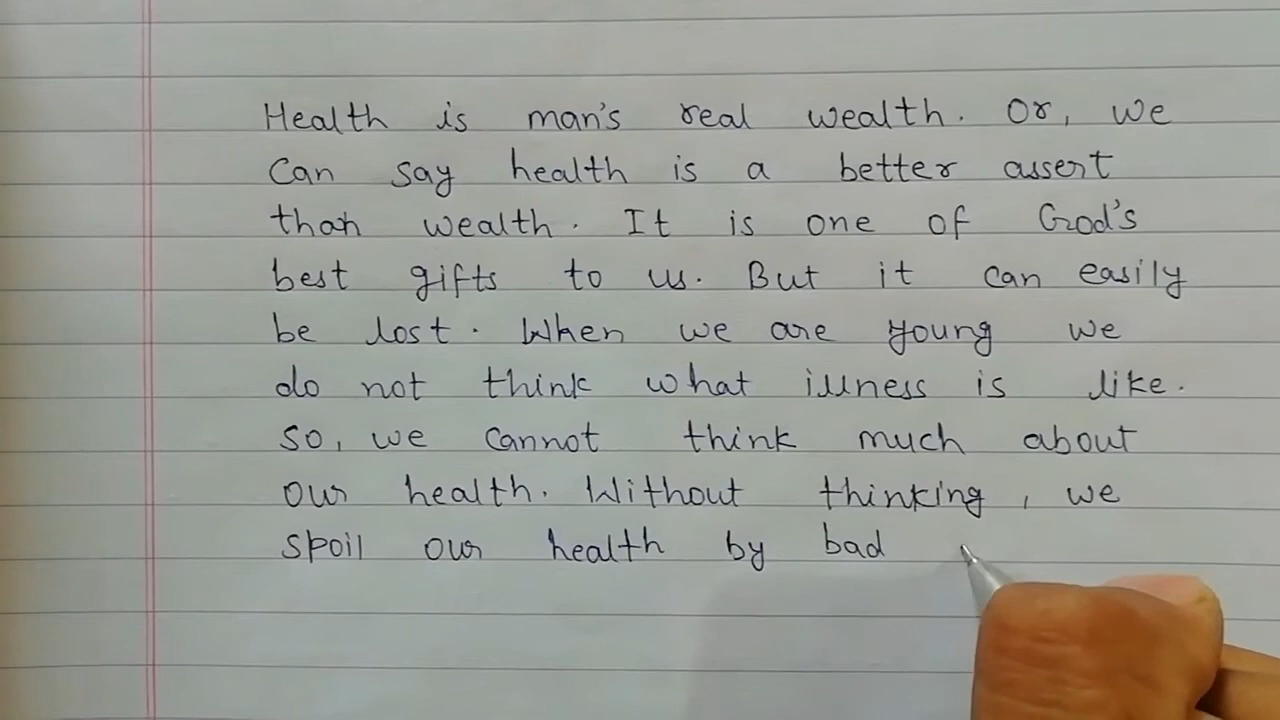 Health is man's real wealth. Or, we
can say health is a better assert
than wealth. It is one of God's
best gifts to us. But it can easily
be lost. When we are young we
do not think what illness is like.
so, we cannot think much about
our health. Without thinking, we
spoil our health by bad